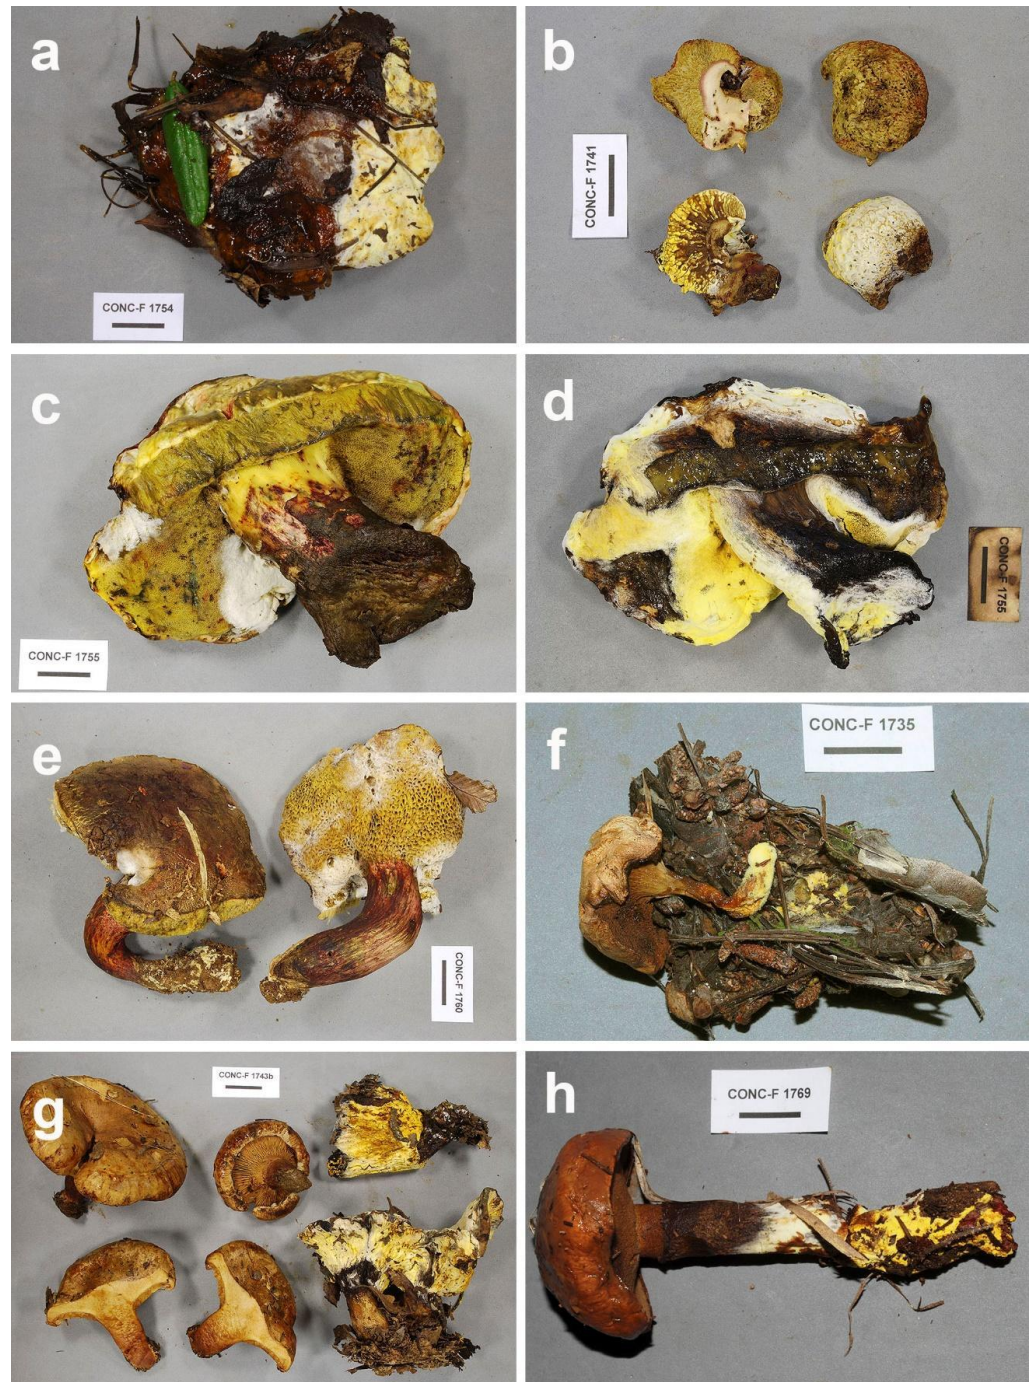 a
CONC-F 1754
b
CONC-F 1741
c
CONC-F 1755
d
CONC-F 1755
e
CONC-F 1760
f
CONC-F 1735
g
CONC-F 1743b
h
CONC-F 1769